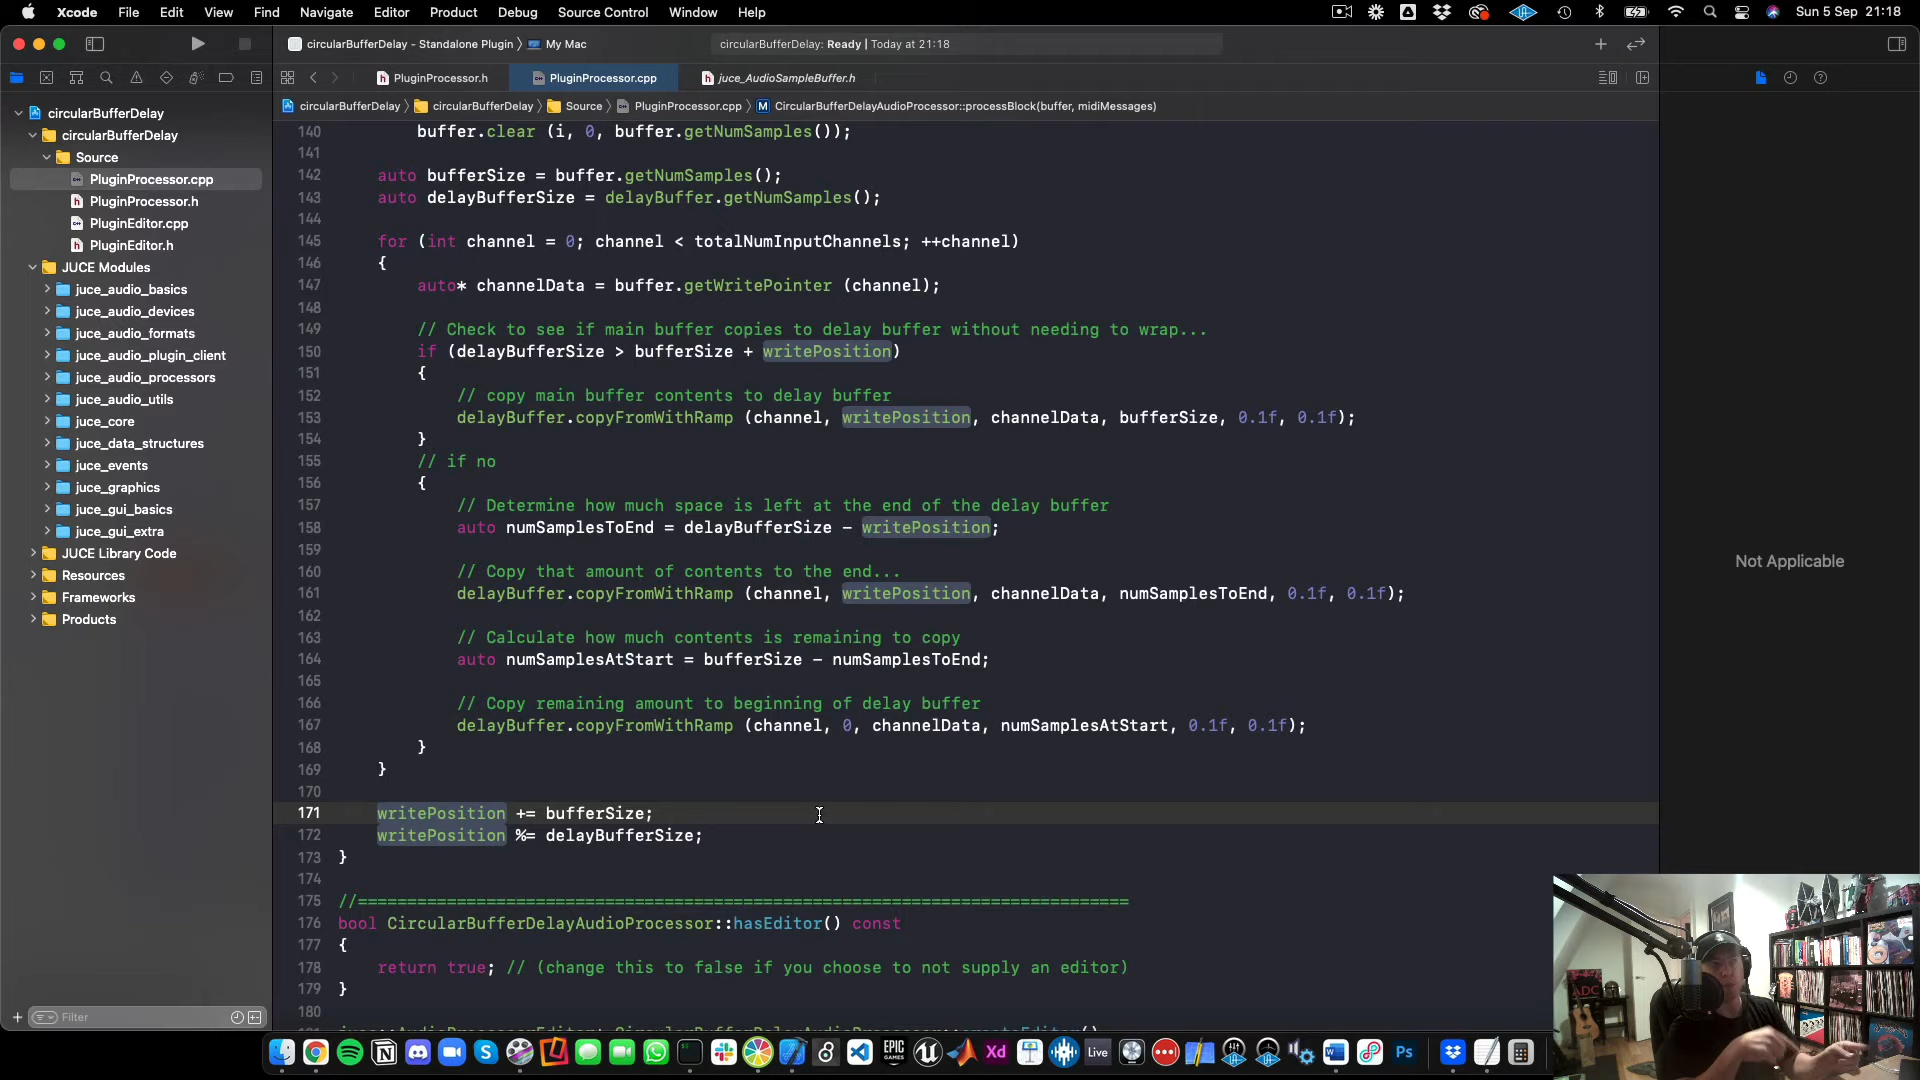 Xcode File Edit View Find Navigate Editor Product Debug Source Control Window Help Sun 5 Sep 21:18
circularBufferDelay - Standalone Plugin 〉 My Mac circularBufferDelay: Ready | Today at 21:18
PluginProcessor.h PluginProcessor.cpp juce_AudioSampleBuffer.h
circularBufferDelay 〉 circularBufferDelay 〉 Source 〉 PluginProcessor.cpp 〉 M CircularBufferDelayAudioProcessor::processBlock(buffer, midiMessages)
circularBufferDelay
circularBufferDelay
Source
PluginProcessor.cpp
PluginProcessor.h
PluginEditor.cpp
PluginEditor.h
JUCE Modules
juce_audio_basics
juce_audio_devices
juce_audio_formats
juce_audio_plugin_client
juce_audio_processors
juce_audio_utils
juce_core
juce_data_structures
juce_events
juce_graphics
juce_gui_basics
juce_gui_extra
JUCE Library Code
Resources
Frameworks
Products
Filter
140 buffer.clear (i, 0, buffer.getNumSamples());
141
142 auto bufferSize = buffer.getNumSamples();
143 auto delayBufferSize = delayBuffer.getNumSamples();
144
145 for (int channel = 0; channel < totalNumInputChannels; ++channel)
146 {
147 auto* channelData = buffer.getWritePointer (channel);
148
149 // Check to see if main buffer copies to delay buffer without needing to wrap...
150 if (delayBufferSize > bufferSize + writePosition)
151 {
152 // copy main buffer contents to delay buffer
153 delayBuffer.copyFromWithRamp (channel, writePosition, channelData, bufferSize, 0.1f, 0.1f);
154 }
155 // if no
156 {
157 // Determine how much space is left at the end of the delay buffer
158 auto numSamplesToEnd = delayBufferSize - writePosition;
159
160 // Copy that amount of contents to the end...
161 delayBuffer.copyFromWithRamp (channel, writePosition, channelData, numSamplesToEnd, 0.1f, 0.1f);
162
163 // Calculate how much contents is remaining to copy
164 auto numSamplesAtStart = bufferSize - numSamplesToEnd;
165
166 // Copy remaining amount to beginning of delay buffer
167 delayBuffer.copyFromWithRamp (channel, 0, channelData, numSamplesAtStart, 0.1f, 0.1f);
168 }
169 }
170
171 writePosition += bufferSize;
172 writePosition %= delayBufferSize;
173 }
174
175 //==============================================================================
176 bool CircularBufferDelayAudioProcessor::hasEditor() const
177 {
178 return true; // (change this to false if you choose to not supply an editor)
179 }
180
Not Applicable
ADC
EPIC GAMES
Xd
Live
Ps